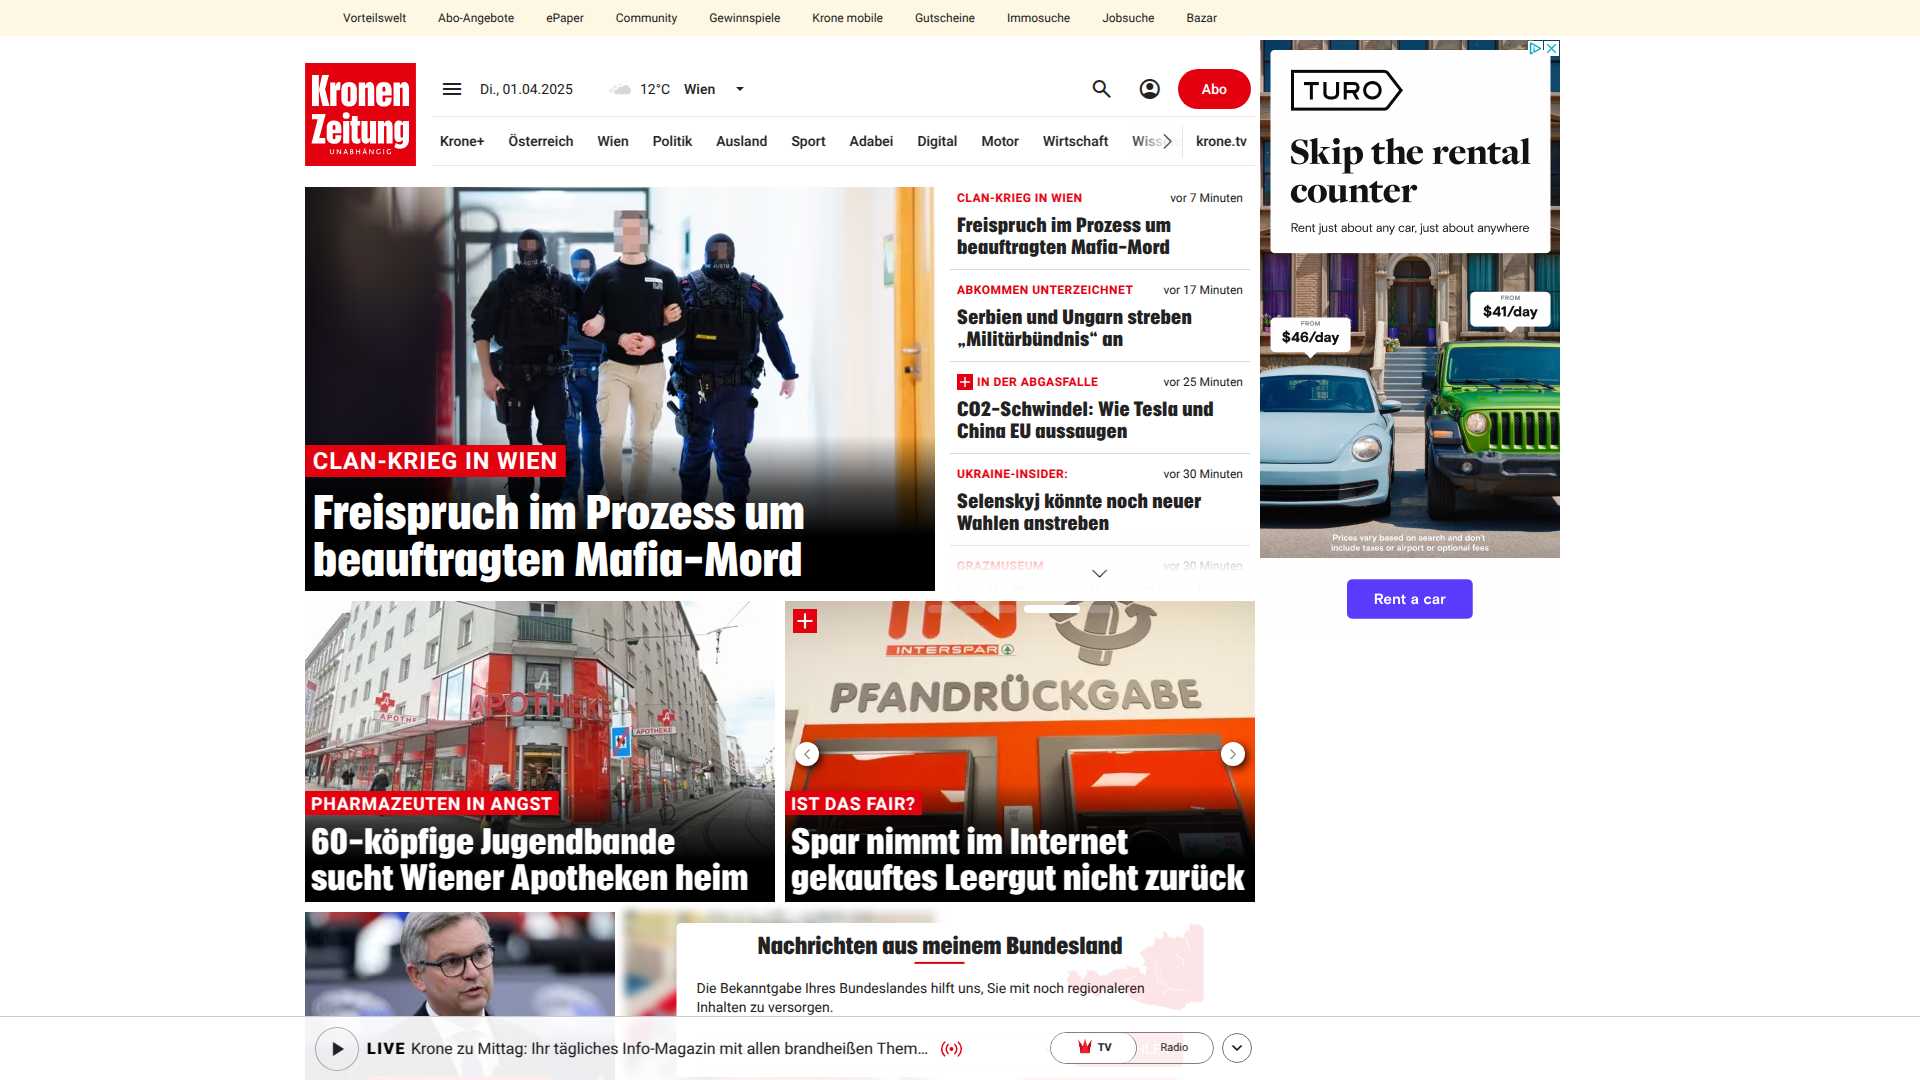 Vorteilswelt Abo-Angebote ePaper Community Gewinnspiele Krone mobile Gutscheine Immosuche Jobsuche Bazar
Kronen
Zeitung
UNABHÄNGIG
Di., 01.04.2025 12°C Wien
Abo
Krone+ Österreich Wien Politik Ausland Sport Adabei Digital Motor Wirtschaft Wiss krone.tv
CLAN-KRIEG IN WIEN
Freispruch im Prozess um
beauftragten Mafia-Mord
CLAN-KRIEG IN WIEN vor 7 Minuten
Freispruch im Prozess um
beauftragten Mafia-Mord
ABKOMMEN UNTERZEICHNET vor 17 Minuten
Serbien und Ungarn streben
„Militärbündnis“ an
IN DER ABGASFALLE vor 25 Minuten
CO2-Schwindel: Wie Tesla und
China EU aussaugen
UKRAINE-INSIDER: vor 30 Minuten
Selenskyj könnte noch neuer
Wahlen anstreben
GRAZMUSEUM vor 30 Minuten
TURO
Skip the rental
counter
Rent just about any car, just about anywhere
FROM
$41/day
FROM
$46/day
Prices vary based on search and don't
include taxes or airport or optional fees
Rent a car
A
APOTHEKE
APOTHE
APOTHEKE
PHARMAZEUTEN IN ANGST
60-köpfige Jugendbande
sucht Wiener Apotheken heim
IN
INTERSPAR
PFANDRÜCKGABE
IST DAS FAIR?
Spar nimmt im Internet
gekauftes Leergut nicht zurück
Nachrichten aus meinem Bundesland
Die Bekanntgabe Ihres Bundeslandes hilft uns, Sie mit noch regionaleren
Inhalten zu versorgen.
LIVE Krone zu Mittag: Ihr tägliches Info-Magazin mit allen brandheißen Them...
TV Radio